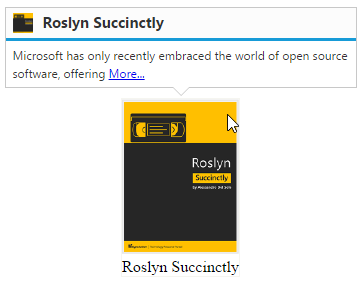 Roslyn Succinctly
Microsoft has only recently embraced the world of open source
software, offering More...
Roslyn
Succinctly
by Alessandro Del Sole
Roslyn Succinctly